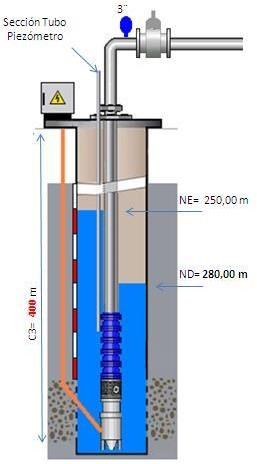 3¨
Sección Tubo
Piezómetro
NE= 250,00 m
ND= 280,00 m
C3= 400 m